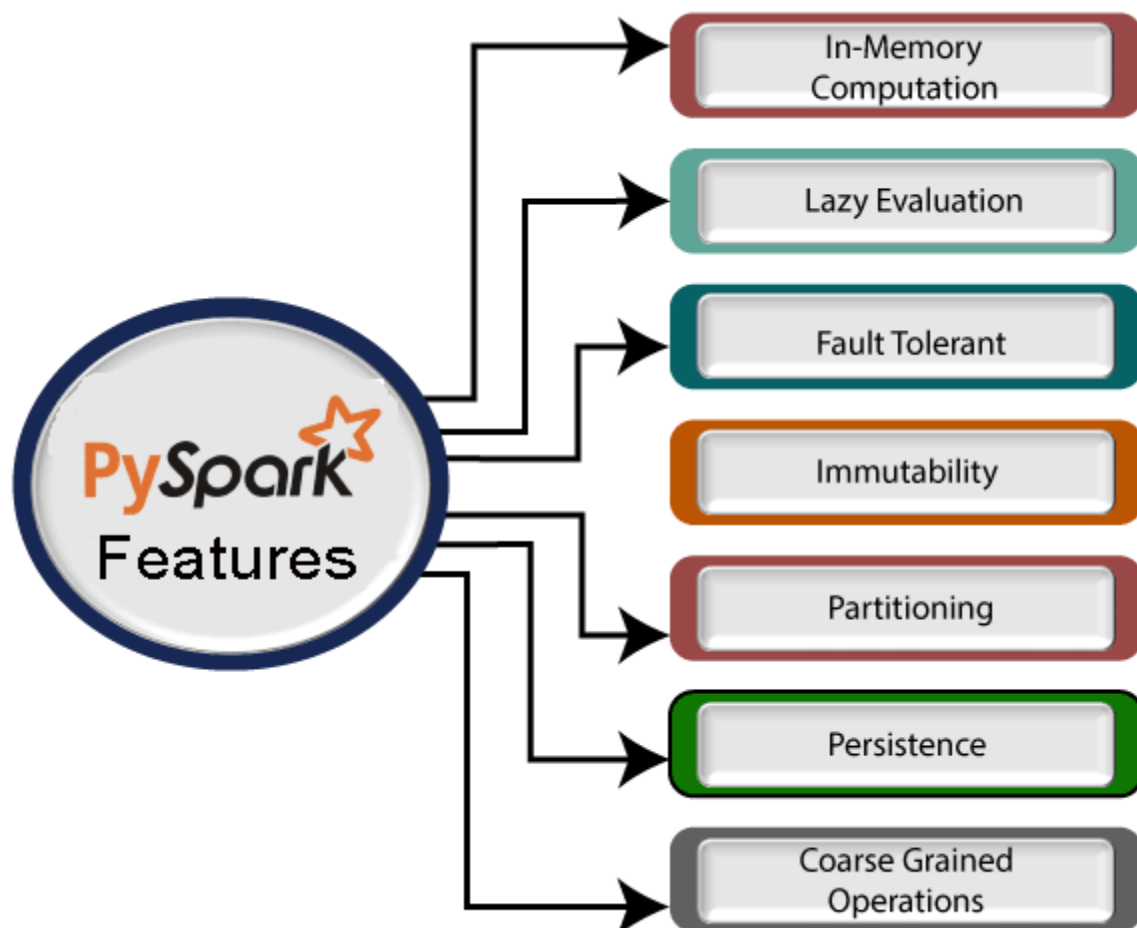 PySpark
Features
In-Memory
Computation
Lazy Evaluation
Fault Tolerant
Immutability
Partitioning
Persistence
Coarse Grained
Operations